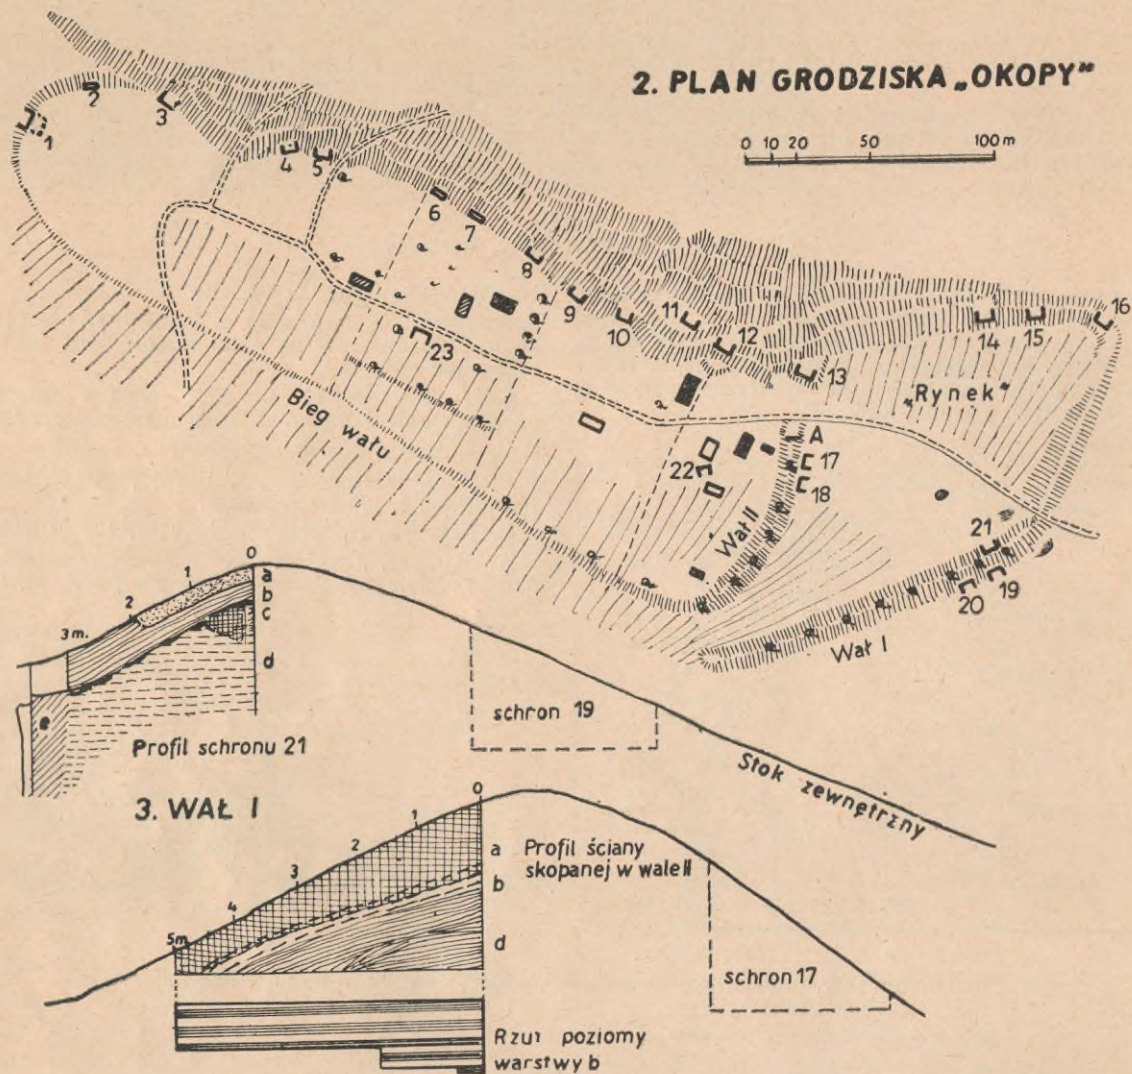 2. PLAN GRODZISKA „OKOPY"
0 10 20 50 100 m
1
2
3
4
5
6
7
8
9
10
11
12
13
14
15
16
"Rynek"
23
Bieg wału
A
17
18
22
Wał II
21
20
19
Wał I
0
1
2
3 m.
a
b
c
d
e
Profil schronu 21
schron 19
Stok zewnętrzny
3. WAŁ I
0
1
2
3
4
5m
a
b
d
Profil ściany
skopanej w wale II
schron 17
Rzut poziomy
warstwy b